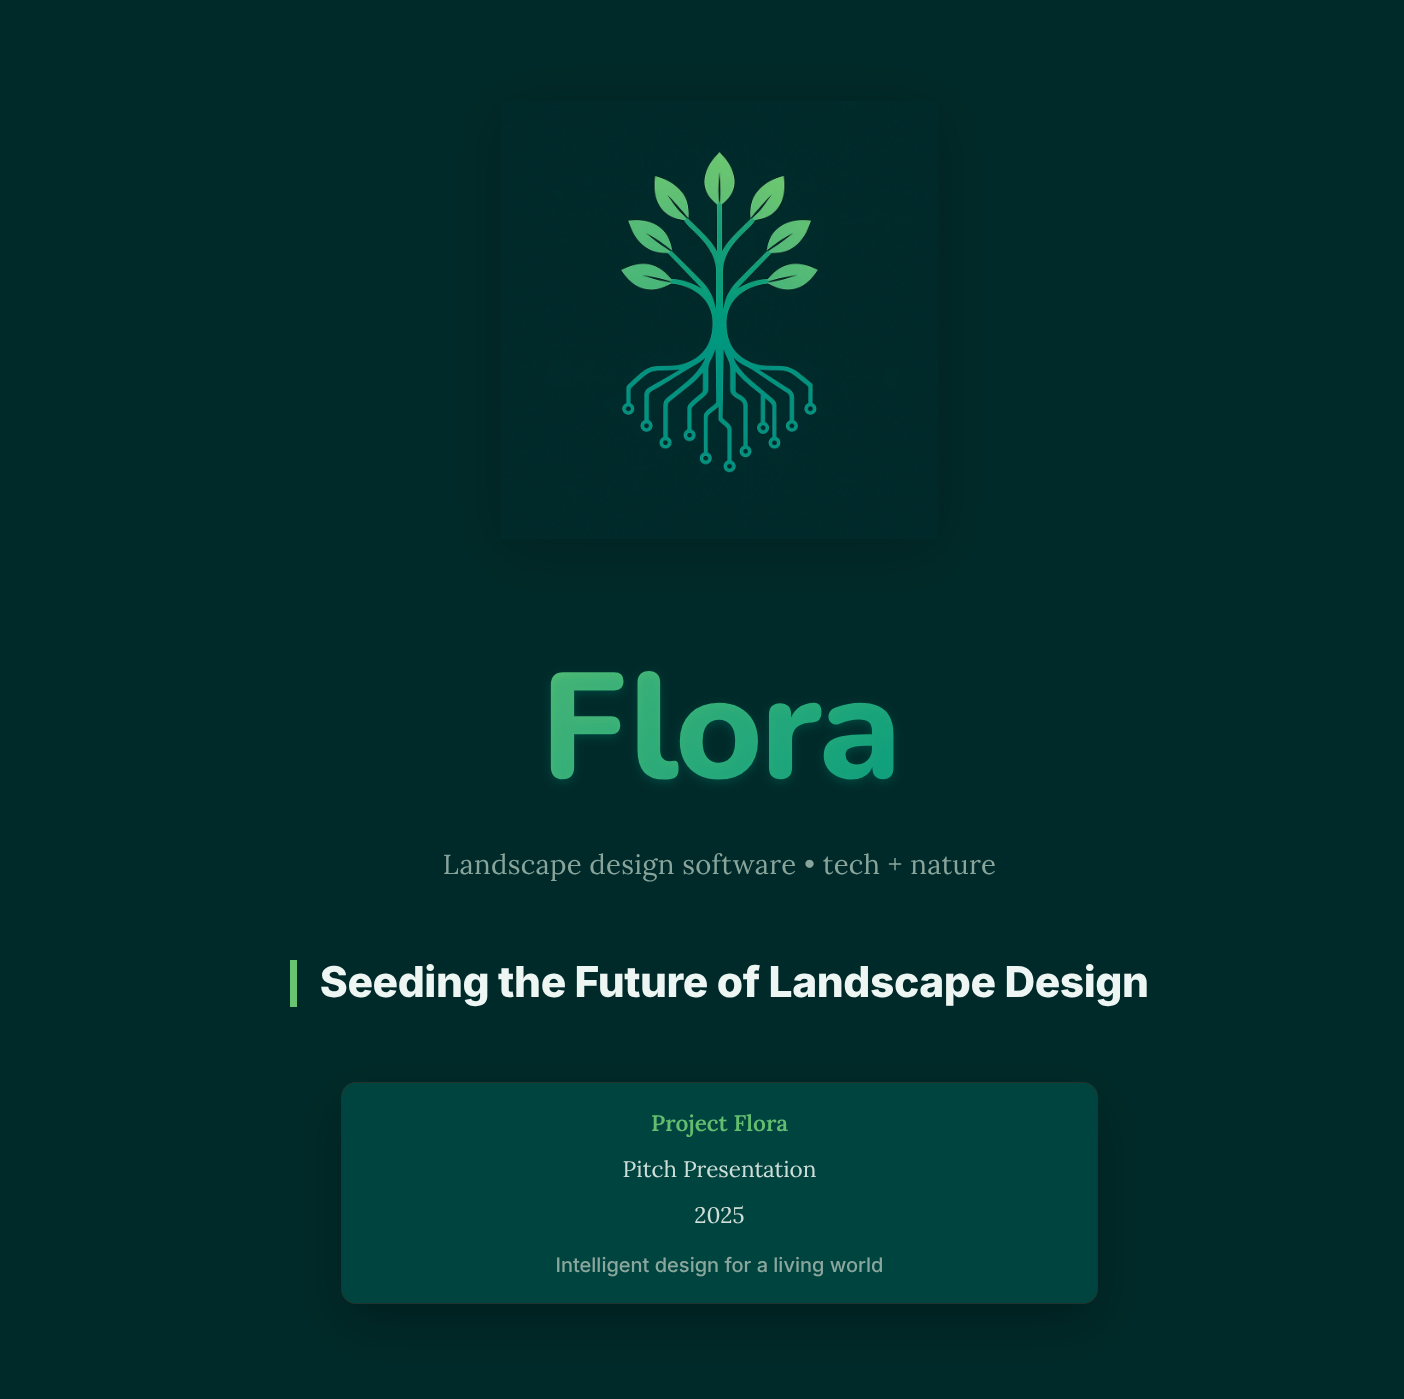 Flora
Landscape design software • tech + nature
Seeding the Future of Landscape Design
Project Flora
Pitch Presentation
2025
Intelligent design for a living world